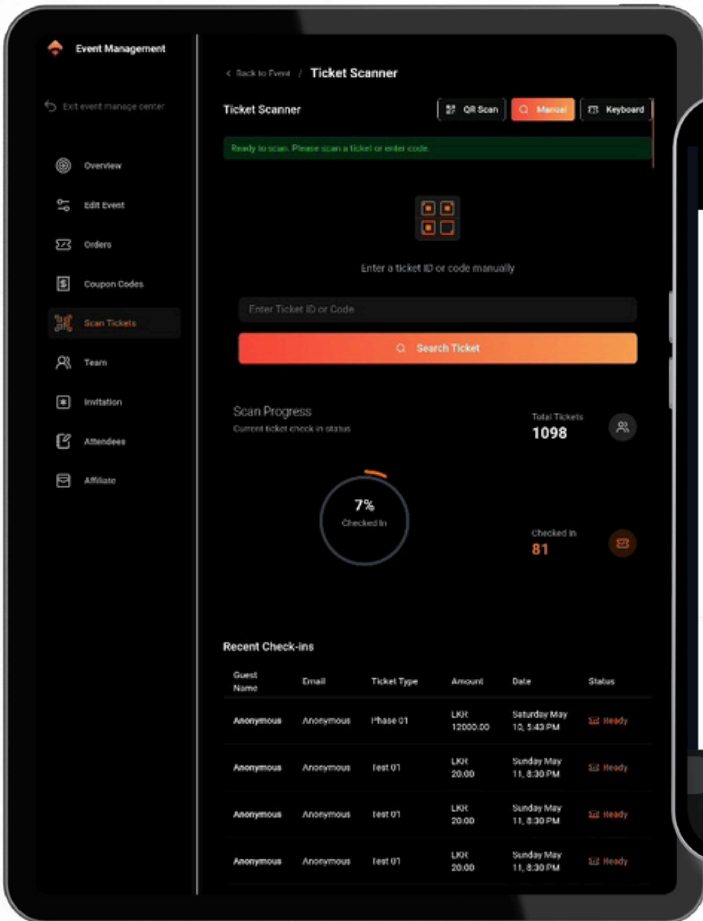 Event Management
Exit event manage center
Overview
Edit Event
Orders
Coupon Codes
Scan Tickets
Team
Invitation
Attendees
Affiliate
Back to Event / Ticket Scanner
Ticket Scanner
QR Scan
Manual
Keyboard
Ready to scan. Please scan a ticket or enter code.
Enter a ticket ID or code manually
Enter Ticket ID or Code
Search Ticket
Scan Progress
Current ticket check in status
Total Tickets
1098
7%
Checked In
Checked In
81
Recent Check-ins
Guest Name Email Ticket Type Amount Date Status
Anonymous Anonymous Phase 01 LKR 12000.00 Saturday May 10, 5:43 PM Ready
Anonymous Anonymous Test 01 LKR 20.00 Sunday May 11, 8:30 PM Ready
Anonymous Anonymous Test 01 LKR 20.00 Sunday May 11, 8:30 PM Ready
Anonymous Anonymous Test 01 LKR 20.00 Sunday May 11, 8:30 PM Ready